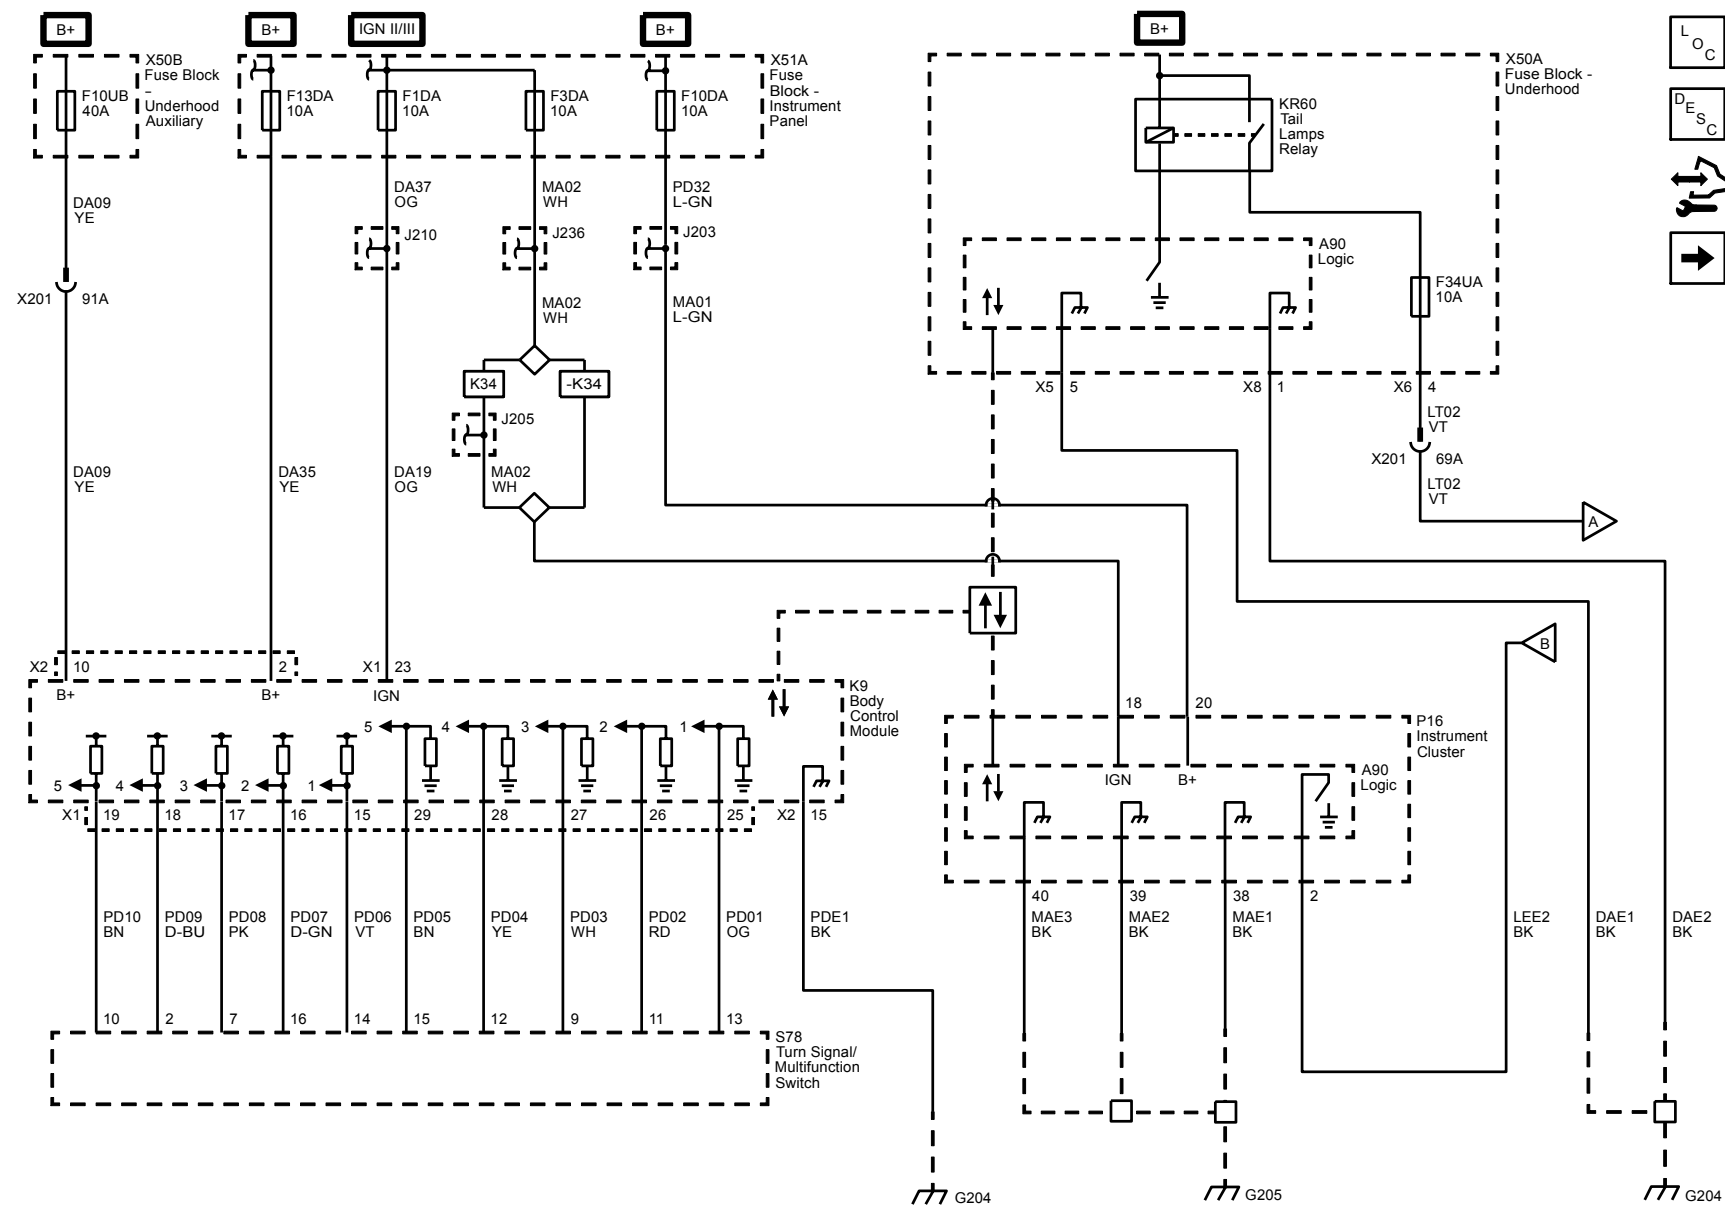 B+
B+
IGN II/III
B+
B+
X50B
Fuse Block
-
Underhood
Auxiliary
F10UB
40A
F13DA
10A
F1DA
10A
F3DA
10A
F10DA
10A
X51A
Fuse
Block -
Instrument
Panel
KR60
Tail
Lamps
Relay
X50A
Fuse Block -
Underhood
L
O
C
D
E
S
C
DA09
YE
DA37
OG
MA02
WH
PD32
L-GN
J210
J236
J203
A90
Logic
F34UA
10A
X201
91A
MA02
WH
MA01
L-GN
K34
-K34
J205
X5
5
X8
1
X6
4
LT02
VT
X201
69A
LT02
VT
A
DA09
YE
DA35
YE
DA19
OG
MA02
WH
B
X2
10
2
X1
23
B+
B+
IGN
K9
Body
Control
Module
5
4
3
2
1
5
4
3
2
1
18
20
P16
Instrument
Cluster
IGN
B+
A90
Logic
X1
19
18
17
16
15
29
28
27
26
25
X2
15
40
39
38
2
PD10
BN
PD09
D-BU
PD08
PK
PD07
D-GN
PD06
VT
PD05
BN
PD04
YE
PD03
WH
PD02
RD
PD01
OG
PDE1
BK
MAE3
BK
MAE2
BK
MAE1
BK
LEE2
BK
DAE1
BK
DAE2
BK
10
2
7
16
14
15
12
9
11
13
S78
Turn Signal/
Multifunction
Switch
G204
G205
G204